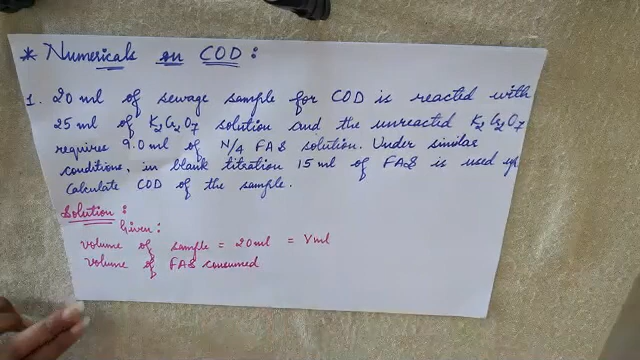 * Numericals on COD:
1. 20 ml of sewage sample for COD is reacted with
25 ml of K2Cr2O7 solution and the unreacted K2Cr2O7
requires 9.0 ml of N/4 FAS solution. Under similar
conditions, in blank titration 15 ml of FAS is used up.
Calculate COD of the sample.
Solution:
Given:
Volume of sample = 20 ml = V ml
Volume of FAS consumed